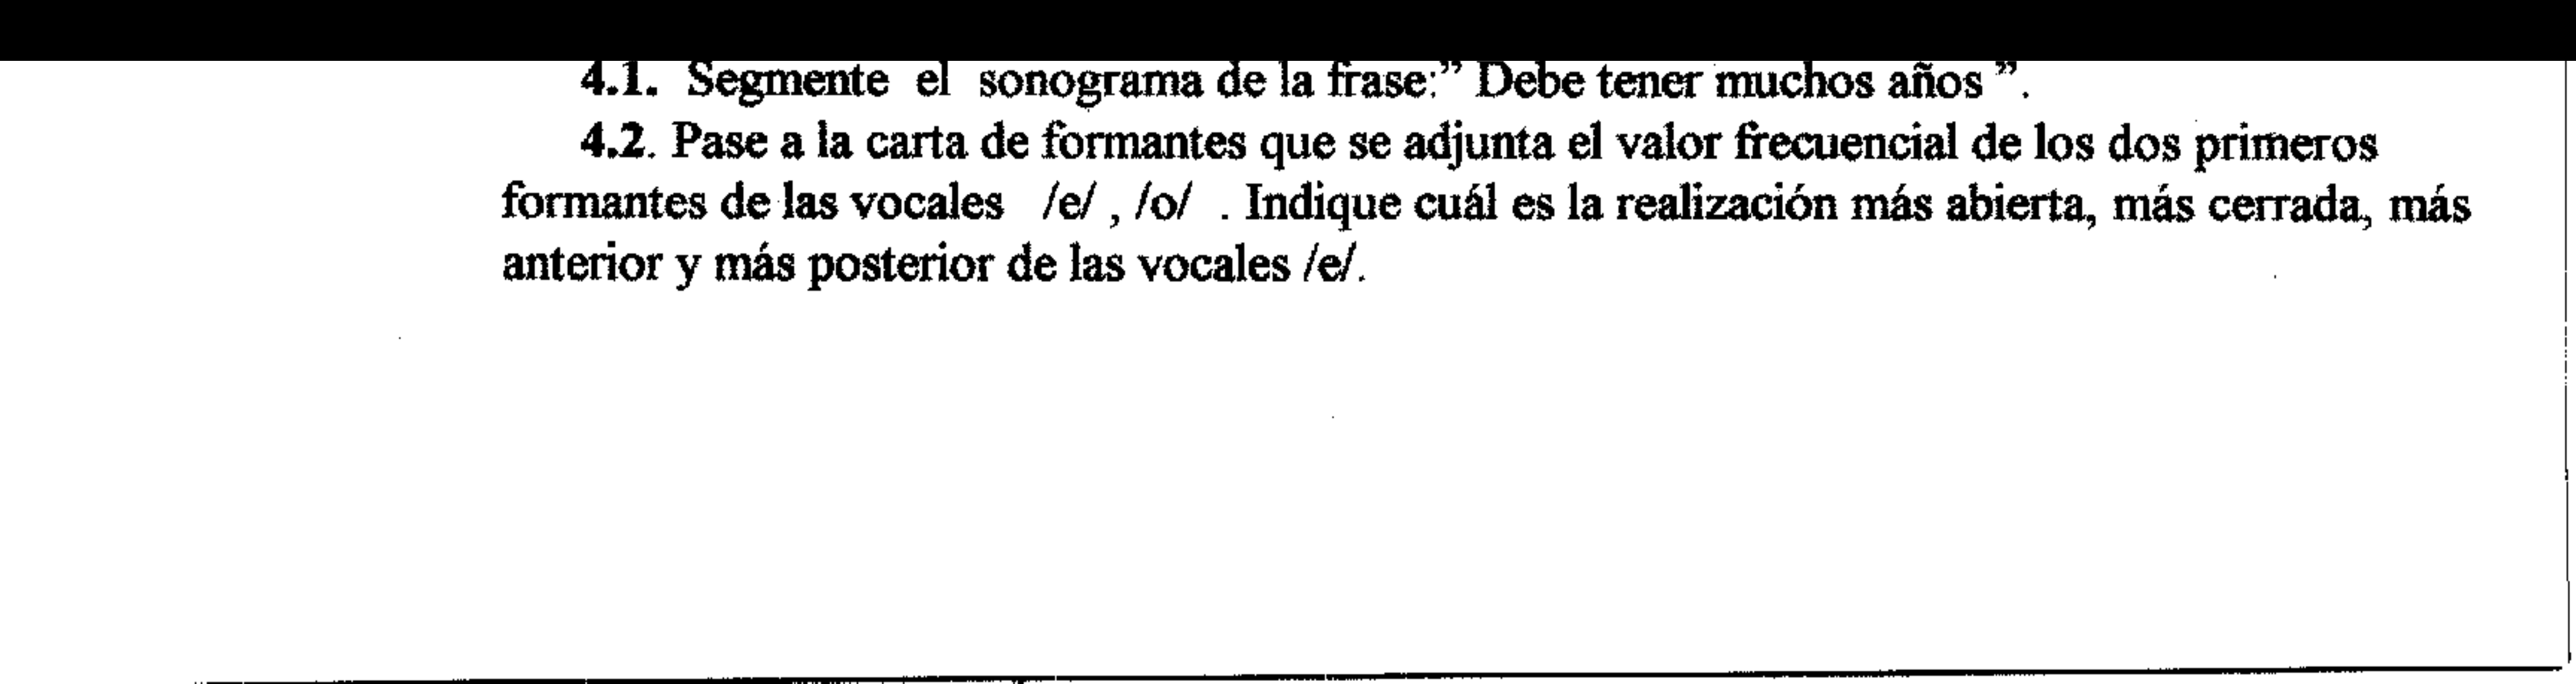 4.1. Segmente el sonograma de la frase:” Debe tener muchos años ”.
4.2. Pase a la carta de formantes que se adjunta el valor frecuencial de los dos primeros
formantes de las vocales /e/ , /o/ . Indique cuál es la realización más abierta, más cerrada, más
anterior y más posterior de las vocales /e/.